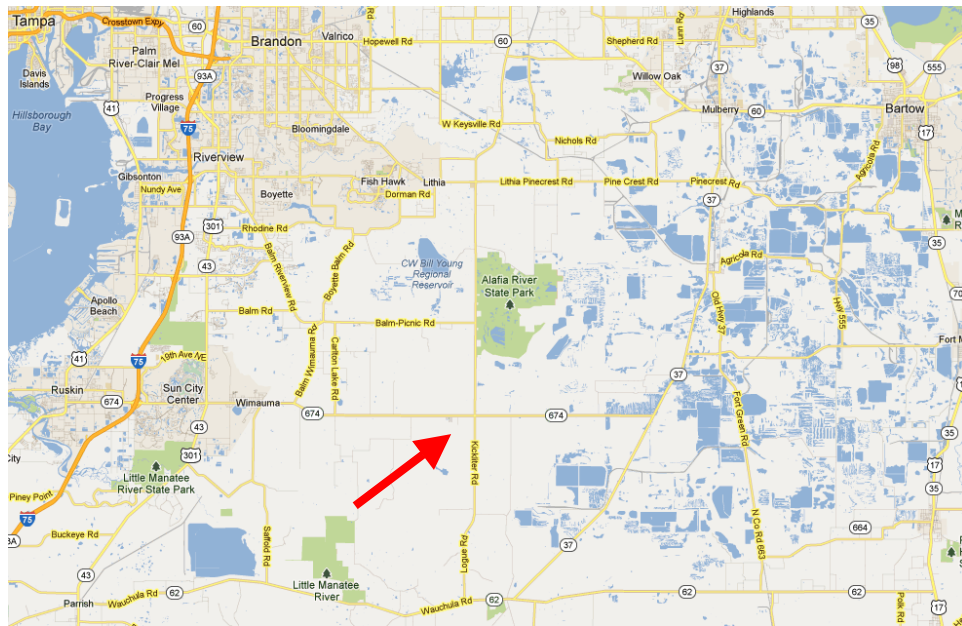 Tampa
Crosstown Expy
60
Rd
Highlands
35
Brandon
Valrico
Hopewell Rd
60
Shepherd Rd
Lunn Rd
37
98
555
Palm
River-Clair Mel
93A
Davis
Islands
Willow Oak
Mulberry
60
Bartow
41
Progress
Village
Hillsborough
Bay
75
W Keysville Rd
Bloomingdale
Nichols Rd
17
Riverview
Agricola Rd
Gibsonton
Nundy Ave
Boyette
Fish Hawk
Dorman Rd
Lithia
Lithia Pinecrest Rd
Pine Crest Rd
Pinecrest Rd
37
301
Rhodine Rd
93A
43
Balm Riverview Rd
Boyette Balm Rd
CW Bill Young
Regional
Reservoir
Alafia River
State Park
Agricola Rd
35
70
Apollo
Beach
Balm Rd
Balm-Picnic Rd
Old Hwy 37
Hwy 555
Fort M
41
75
19th Ave NE
Balm Wimauma Rd
Carlton Lake Rd
Ruskin
674
Sun City
Center
Wimauma
674
674
37
Fort Green Rd
43
301
City
Kickliter Rd
35
17
35
Little Manatee
River State Park
Piney Point
75
Buckeye Rd
Saffold Rd
Logue Rd
37
N Co Rd 663
664
43
Little Manatee
River
Parrish
Wauchula Rd
62
Wauchula Rd
62
62
Polk Rd
17